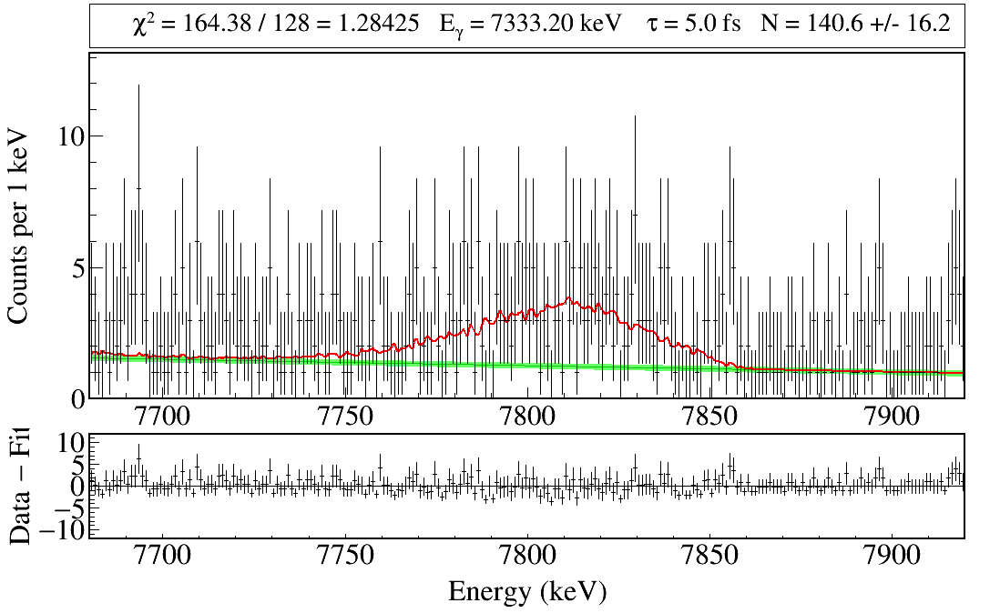 χ² = 164.38 / 128 = 1.28425 Eγ = 7333.20 keV τ = 5.0 fs N = 140.6 +/- 16.2
Counts per 1 keV
10
5
0
7700 7750 7800 7850 7900
Data − Fit
10
5
0
−5
−10
7700 7750 7800 7850 7900
Energy (keV)